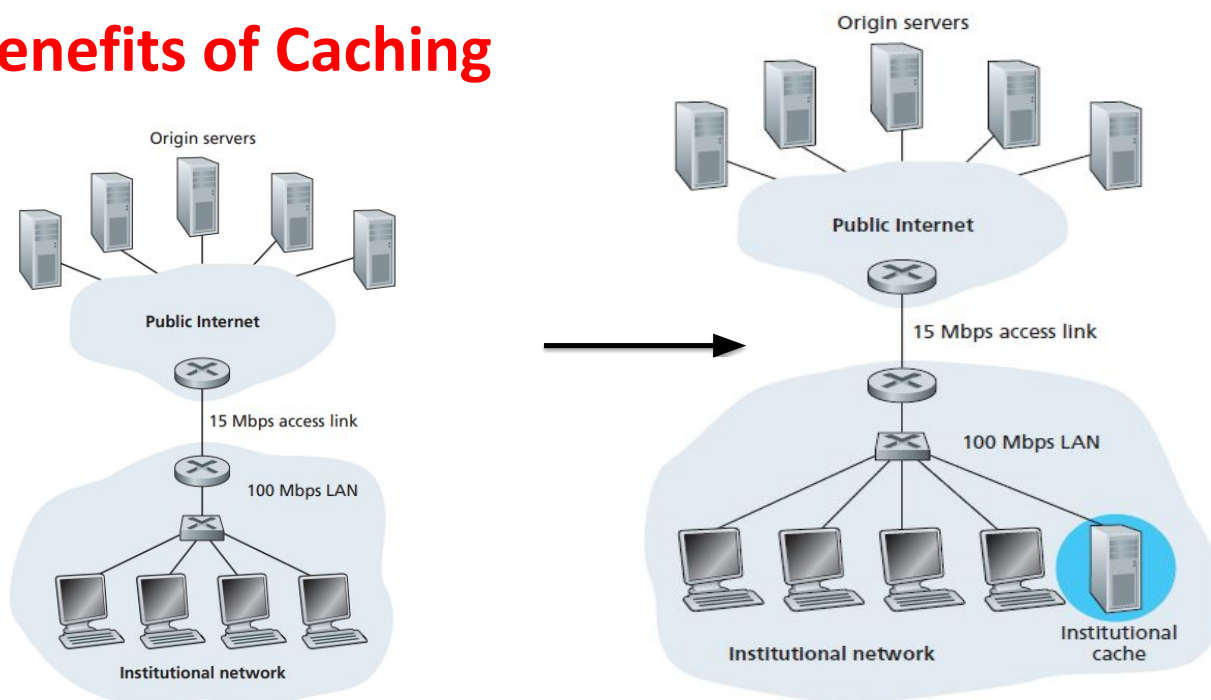 enefits of Caching
Origin servers
Public Internet
15 Mbps access link
100 Mbps LAN
Institutional network
Origin servers
Public Internet
15 Mbps access link
100 Mbps LAN
Institutional network
Institutional
cache